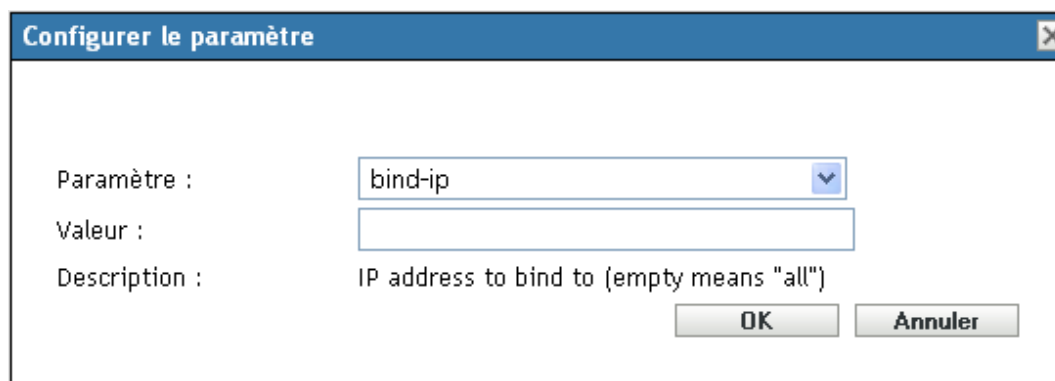 Configurer le paramètre
Paramètre : bind-ip
Valeur :
Description : IP address to bind to (empty means "all")
OK Annuler